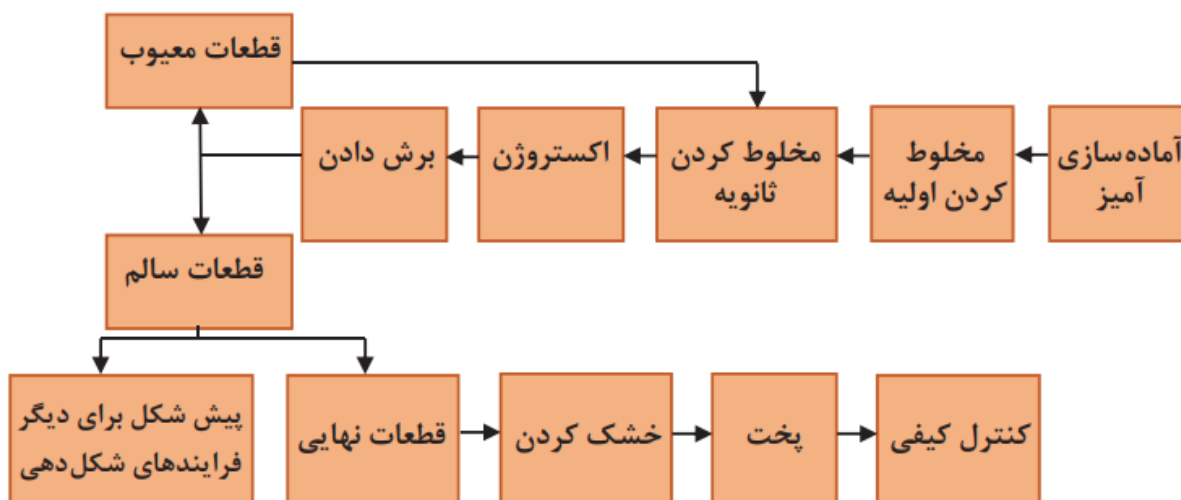 قطعات معیوب
آماده‌سازی
آمیز
مخلوط
کردن اولیه
مخلوط کردن
ثانویه
اکستروژن
برش دادن
قطعات سالم
پیش شکل برای دیگر
فرایندهای شکل‌دهی
قطعات نهایی
خشک کردن
پخت
کنترل کیفی